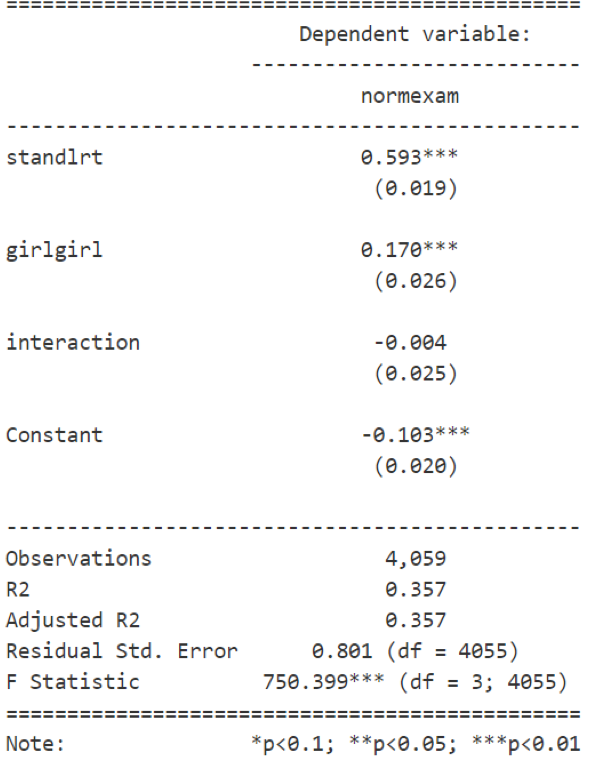 ===============================================
Dependent variable:
---------------------------
normexam
-----------------------------------------------
standlrt 0.593***
(0.019)
girlgirl 0.170***
(0.026)
interaction -0.004
(0.025)
Constant -0.103***
(0.020)
-----------------------------------------------
Observations 4,059
R2 0.357
Adjusted R2 0.357
Residual Std. Error 0.801 (df = 4055)
F Statistic 750.399*** (df = 3; 4055)
===============================================
Note: *p<0.1; **p<0.05; ***p<0.01